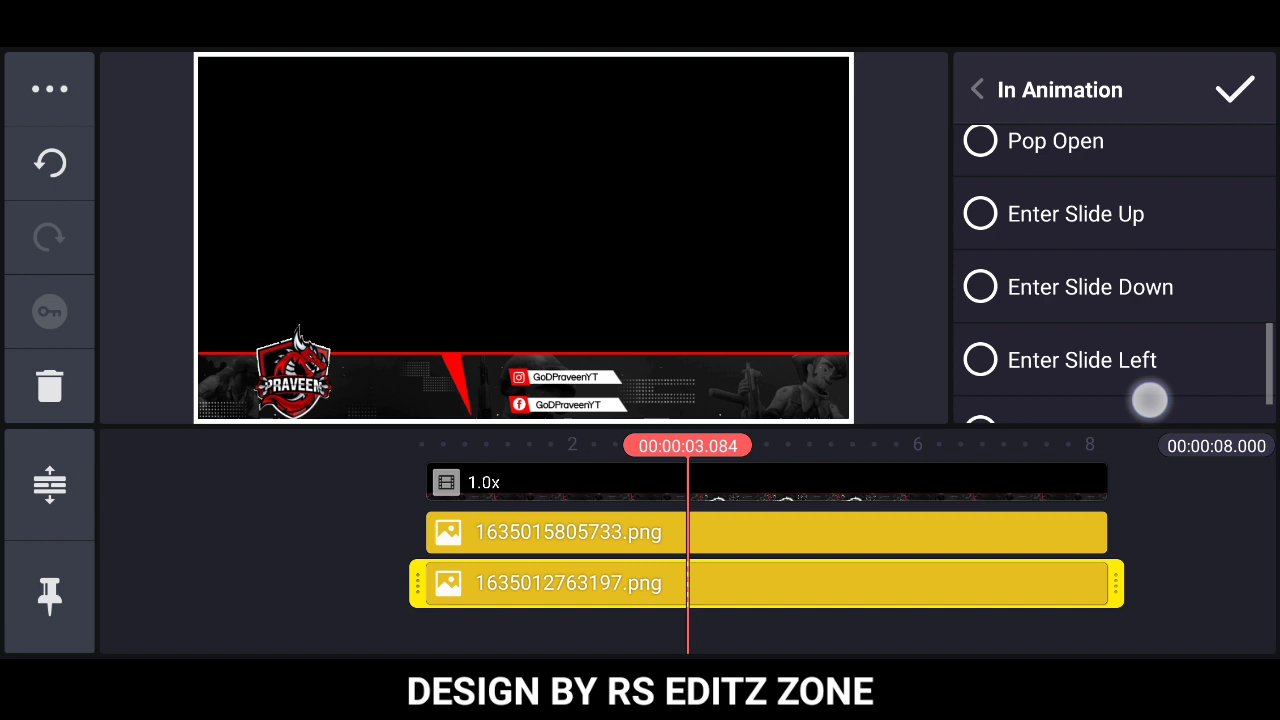 In Animation
Pop Open
Enter Slide Up
Enter Slide Down
Enter Slide Left
PRAVEEN
GoDPraveenYT
GoDPraveenYT
2
00:00:03.084
6
8
00:00:08.000
1.0x
1635015805733.png
1635012763197.png
DESIGN BY RS EDITZ ZONE